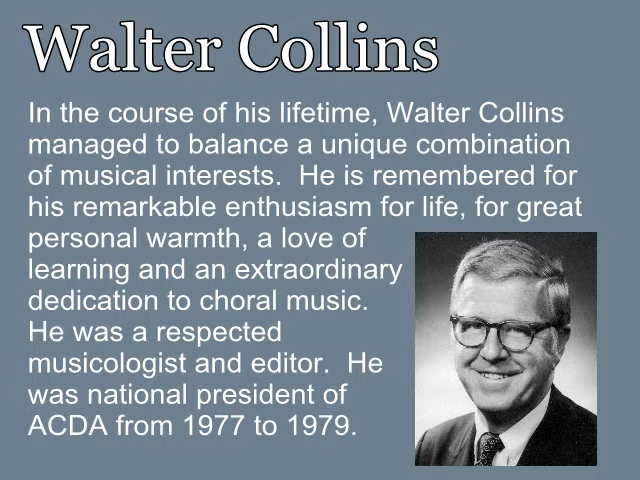 Walter Collins
In the course of his lifetime, Walter Collins
managed to balance a unique combination
of musical interests.  He is remembered for
his remarkable enthusiasm for life, for great
personal warmth, a love of
learning and an extraordinary
dedication to choral music.
He was a respected
musicologist and editor.  He
was national president of
ACDA from 1977 to 1979.